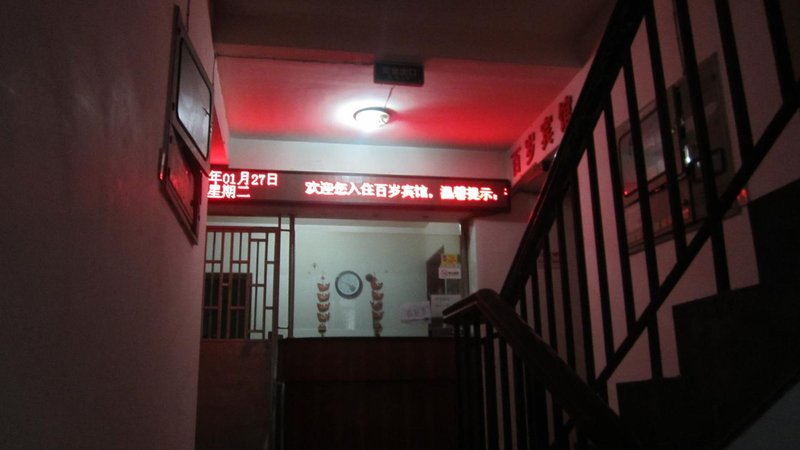 年01月27日
星期二
欢迎您入住百岁宾馆，温馨提示：
百岁宾馆